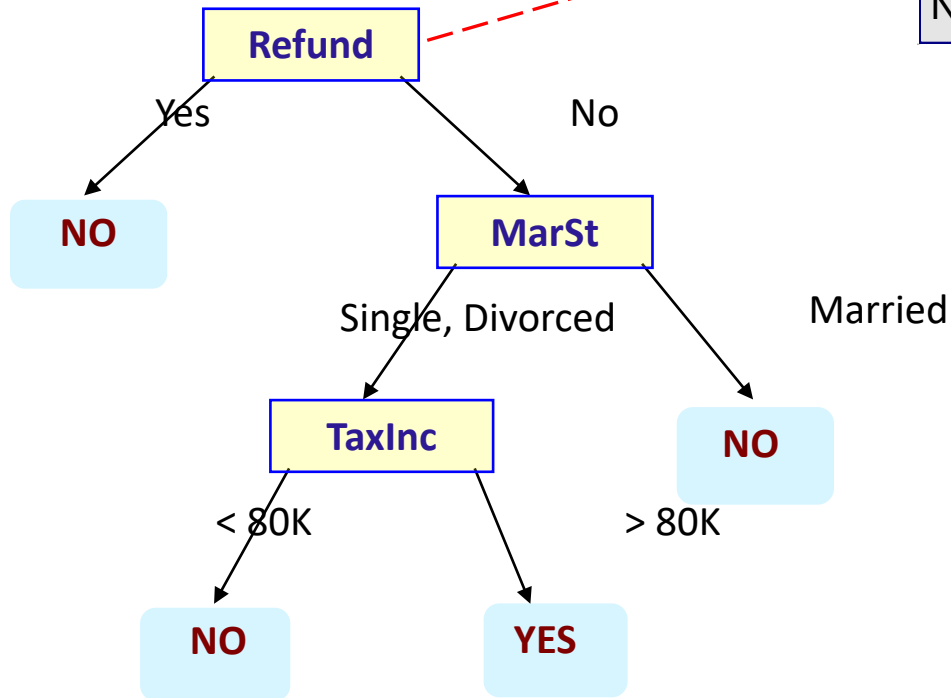 Refund
Yes
No
NO
MarSt
Single, Divorced
Married
TaxInc
NO
< 80K
> 80K
NO
YES